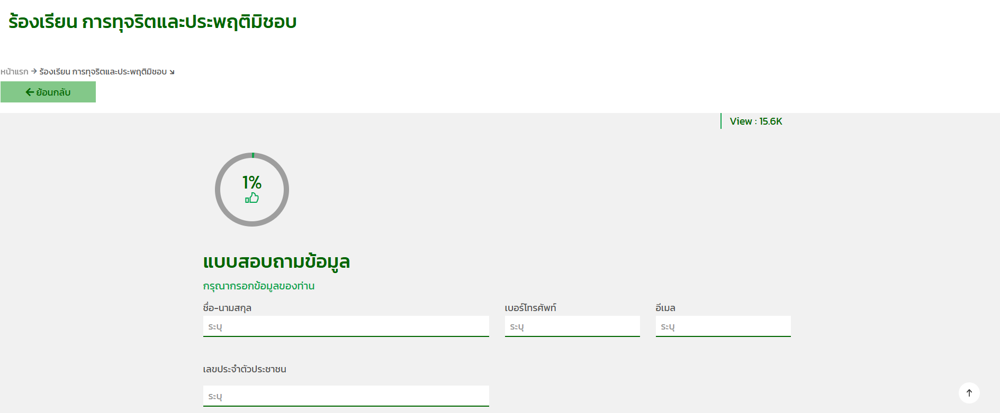 ร้องเรียน การทุจริตและประพฤติมิชอบ
หน้าแรก → ร้องเรียน การทุจริตและประพฤติมิชอบ ↘
← ย้อนกลับ
View : 15.6K
1%
แบบสอบถามข้อมูล
กรุณากรอกข้อมูลของท่าน
ชื่อ-นามสกุล เบอร์โทรศัพท์ อีเมล
ระบุ ระบุ ระบุ
เลขประจำตัวประชาชน
ระบุ